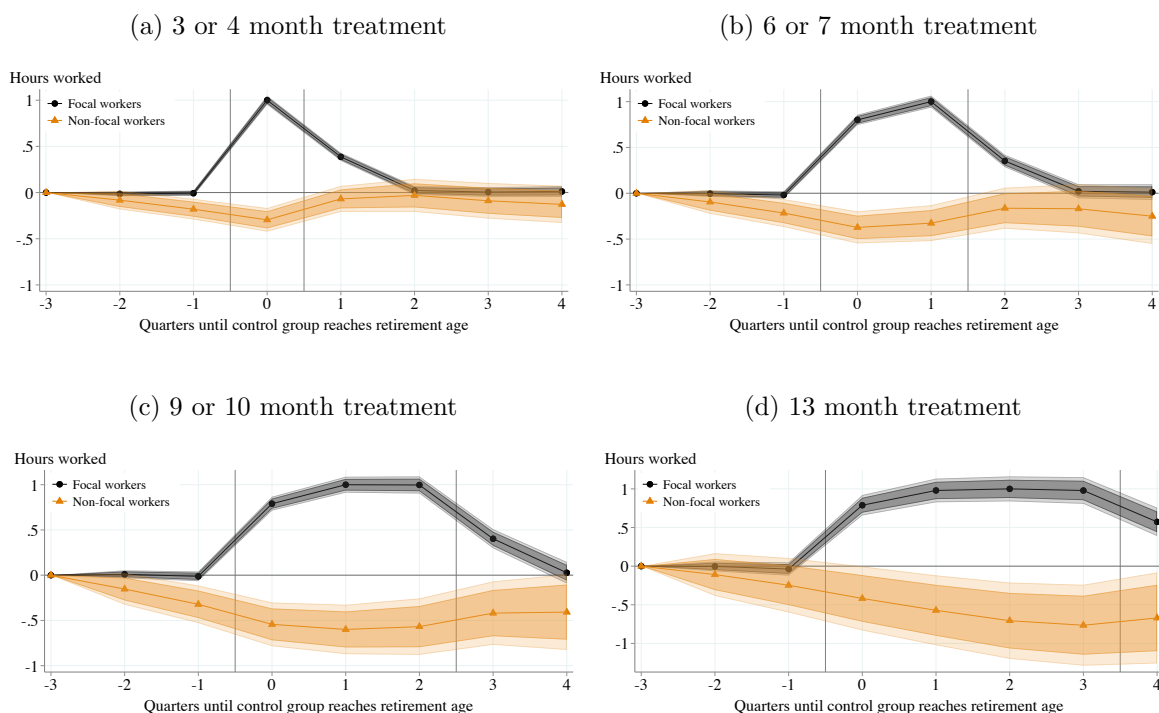 (a) 3 or 4 month treatment
Hours worked
Focal workers
Non-focal workers
1
.5
0
-.5
-1
-3 -2 -1 0 1 2 3 4
Quarters until control group reaches retirement age
(b) 6 or 7 month treatment
Hours worked
Focal workers
Non-focal workers
1
.5
0
-.5
-1
-3 -2 -1 0 1 2 3 4
Quarters until control group reaches retirement age
(c) 9 or 10 month treatment
Hours worked
Focal workers
Non-focal workers
1
.5
0
-.5
-1
-3 -2 -1 0 1 2 3 4
Quarters until control group reaches retirement age
(d) 13 month treatment
Hours worked
Focal workers
Non-focal workers
1
.5
0
-.5
-1
-3 -2 -1 0 1 2 3 4
Quarters until control group reaches retirement age